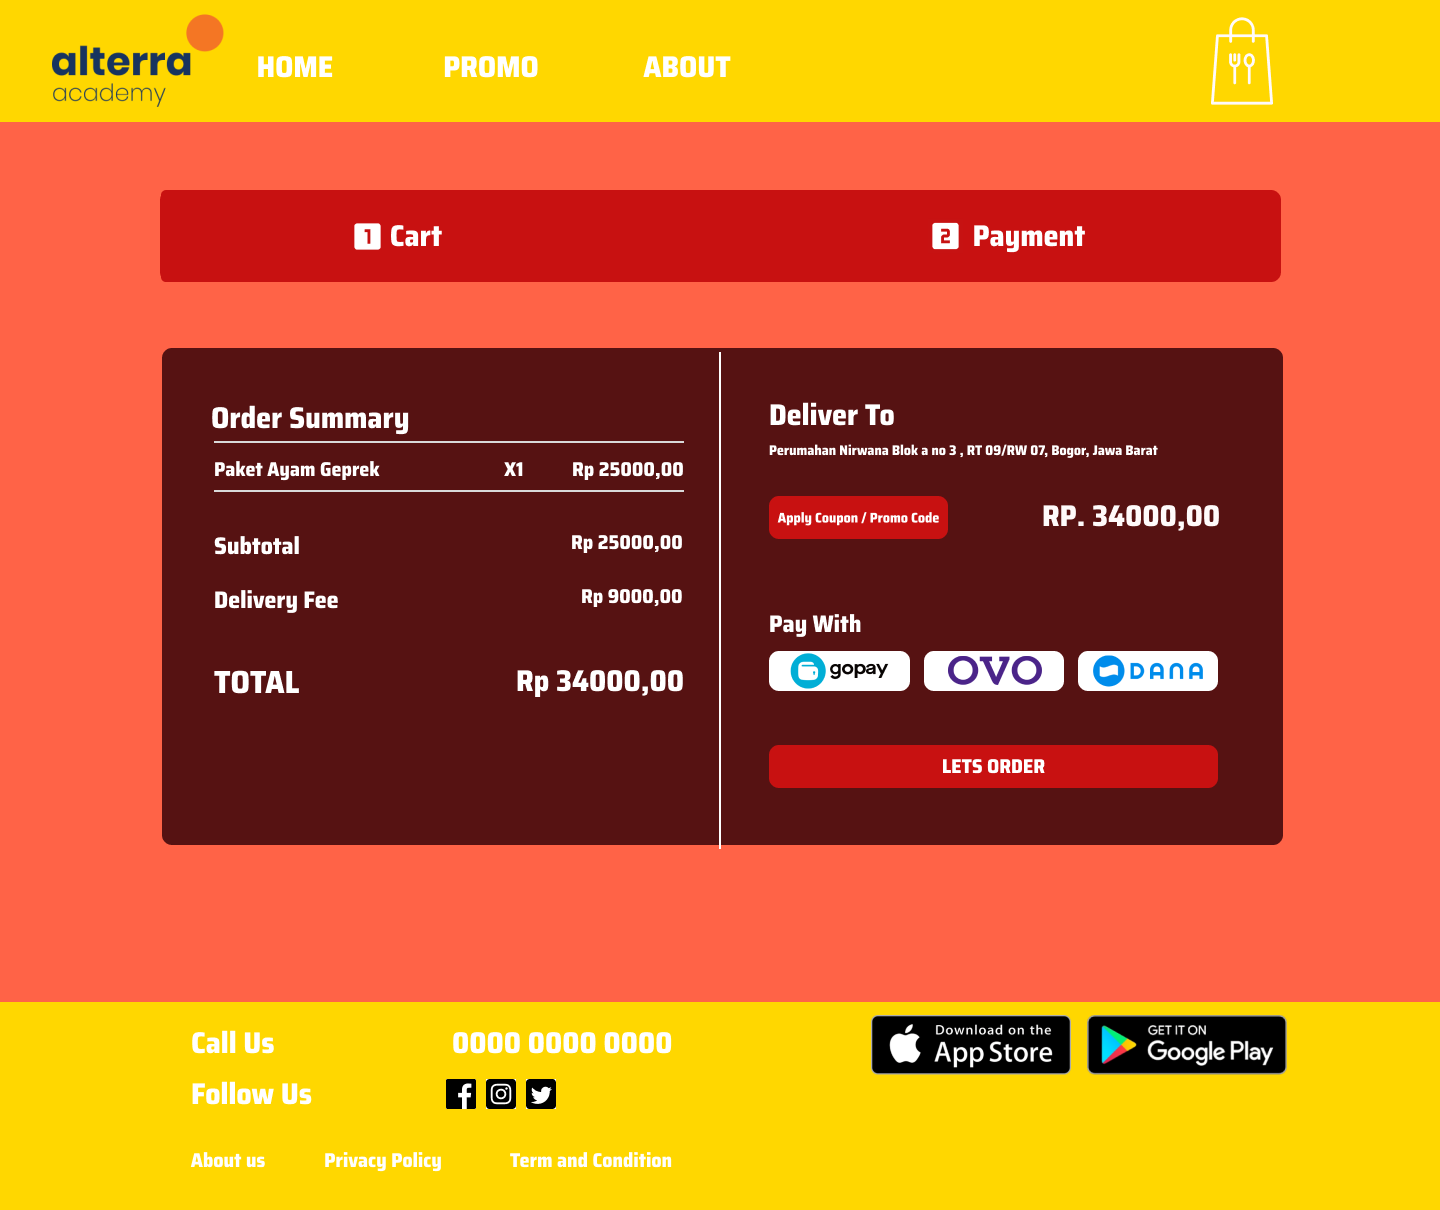 alterra
academy
HOME
PROMO
ABOUT
1 Cart
2 Payment
Order Summary
Paket Ayam Geprek X1 Rp 25000,00
Subtotal Rp 25000,00
Delivery Fee Rp 9000,00
TOTAL Rp 34000,00
Deliver To
Perumahan Nirwana Blok a no 3 , RT 09/RW 07, Bogor, Jawa Barat
Apply Coupon / Promo Code
RP. 34000,00
Pay With
gopay
OVO
DANA
LETS ORDER
Call Us 0000 0000 0000
Follow Us
About us
Privacy Policy
Term and Condition
Download on the
App Store
GET IT ON
Google Play